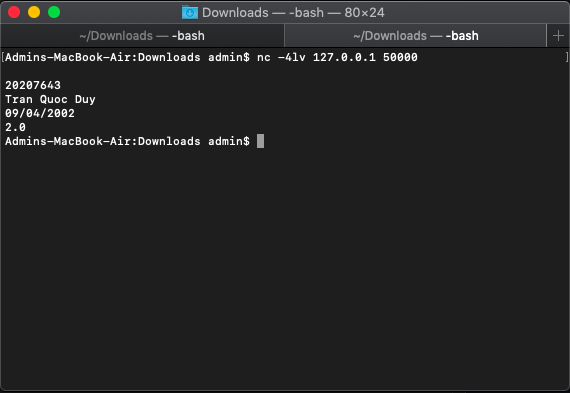 Downloads — -bash — 80×24
~/Downloads — -bash
~/Downloads — -bash
[Admins-MacBook-Air:Downloads admin$ nc -4lv 127.0.0.1 50000 ]
20207643
Tran Quoc Duy
09/04/2002
2.0
Admins-MacBook-Air:Downloads admin$